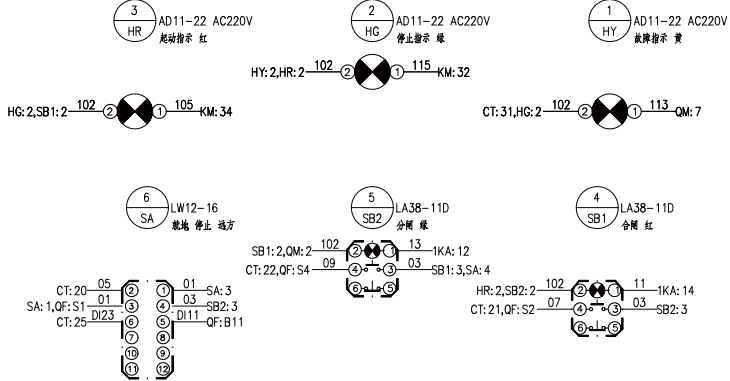 3
HR
AD11-22 AC220V
起动指示 红
2
HG
AD11-22 AC220V
停止指示 绿
1
HY
AD11-22 AC220V
故障指示 黄
HY: 2,HR: 2 102 2 1 115 KM: 32
HG: 2,SB1: 2 102 2 1 105 KM: 34
CT: 31,HG: 2 102 2 1 113 QM: 7
6
SA
LW12-16
就地 停止 远方
5
SB2
LA38-11D
分闸 绿
4
SB1
LA38-11D
合闸 红
SB1: 2,QM: 2 102 2 1 13 1KA: 12
CT: 22,QF: S4 09 4 3 03 SB1: 3,SA: 4
6 5
HR: 2,SB2: 2 102 2 1 11 1KA: 14
CT: 21,QF: S2 07 4 3 03 SB2: 3
6 5
CT: 20 05 2 1 01 SA: 3
SA: 1,QF: S1 01 3 4 03 SB2: 3
CT: 25 DI23 6 5 DI11 QF: B11
7 8
10 9
11 12